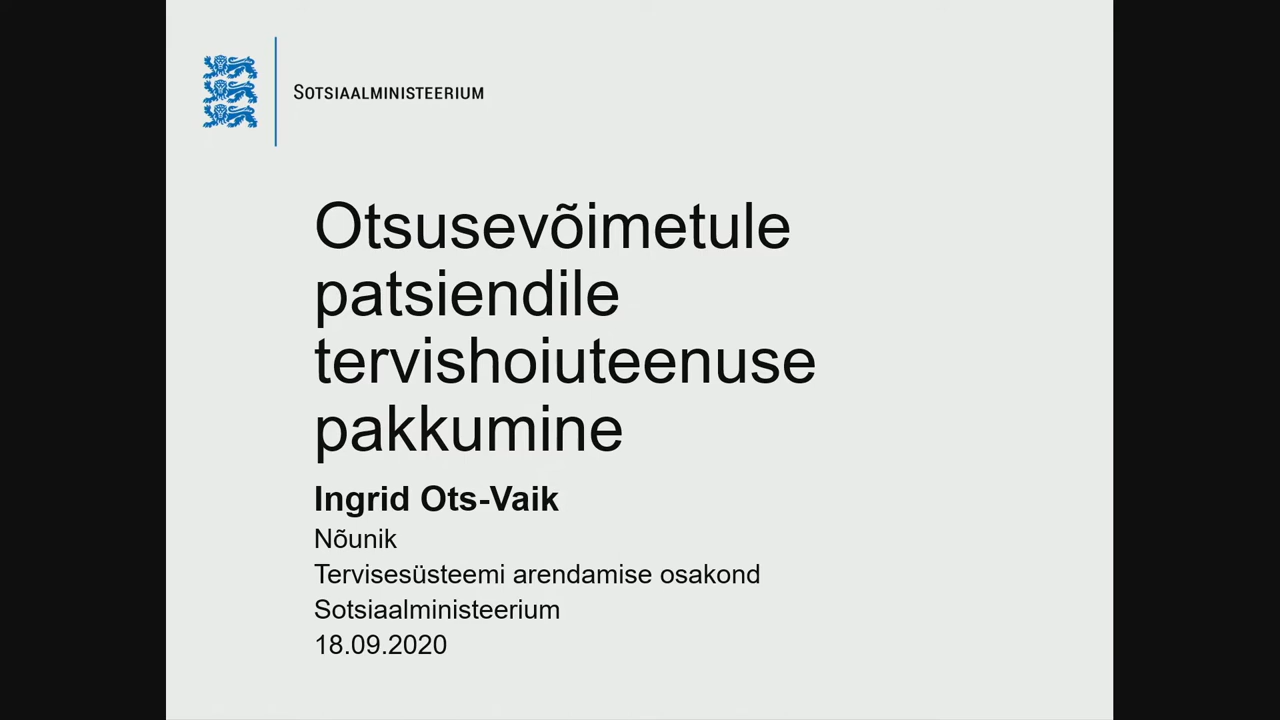 SOTSIAALMINISTEERIUM
Otsusevõimetule
patsiendile
tervishoiuteenuse
pakkumine
Ingrid Ots-Vaik
Nõunik
Tervisesüsteemi arendamise osakond
Sotsiaalministeerium
18.09.2020